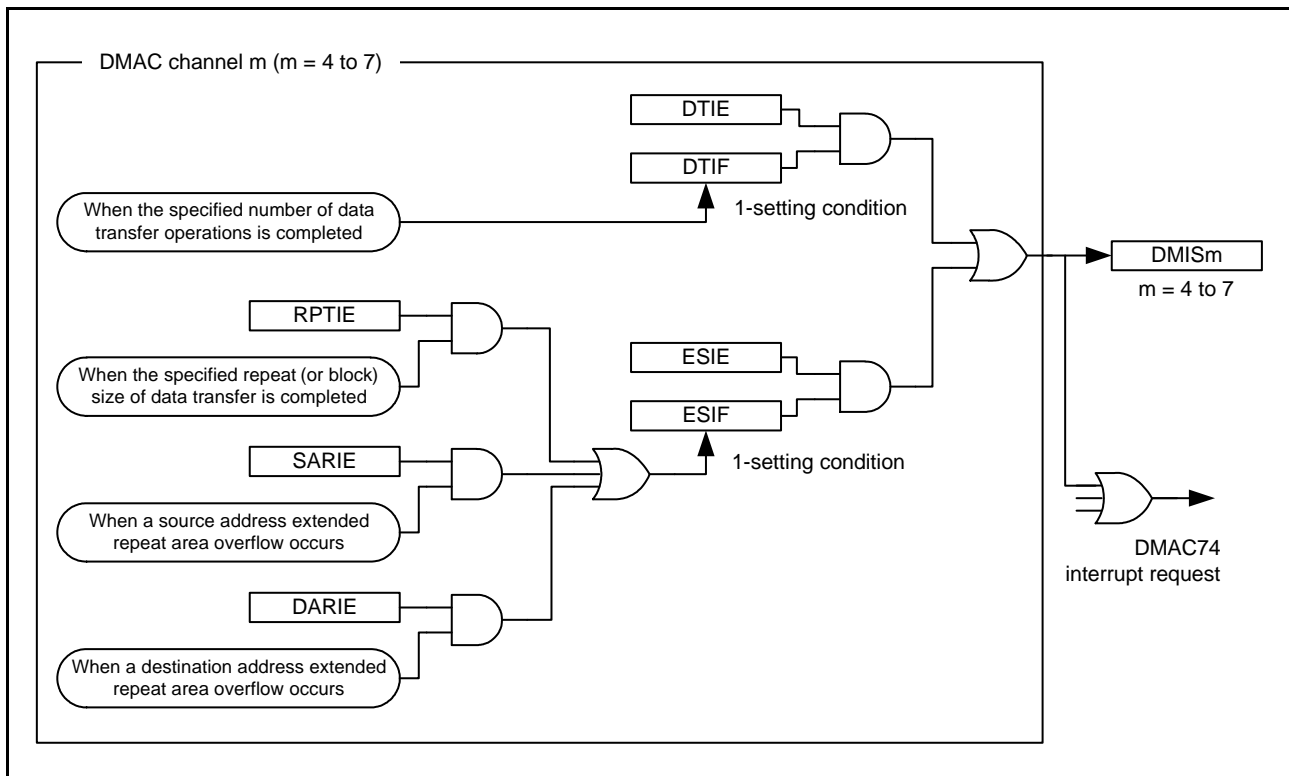 DMAC channel m (m = 4 to 7)
DTIE
DTIF
When the specified number of data
transfer operations is completed
1-setting condition
DMISm
m = 4 to 7
RPTIE
When the specified repeat (or block)
size of data transfer is completed
ESIE
ESIF
1-setting condition
SARIE
When a source address extended
repeat area overflow occurs
DMAC74
interrupt request
DARIE
When a destination address extended
repeat area overflow occurs